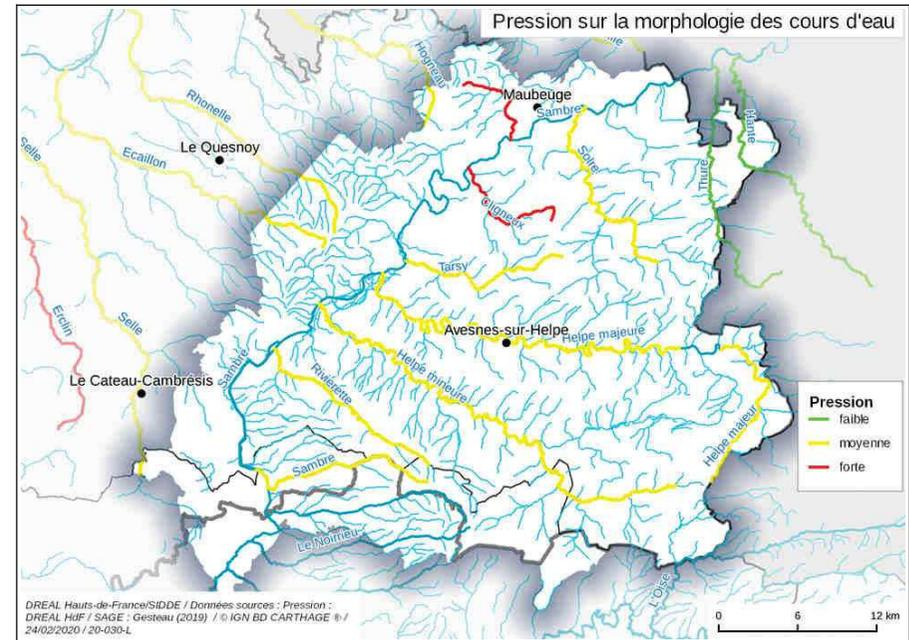 Pression sur la morphologie des cours d'eau
Hogneau
Maubeuge
Sambre
Hante
Rhonelle
Le Quesnoy
Ecaillon
Selle
Solre
Thure
Cligneux
Tarsy
Erclin
Selle
Avesnes-sur-Helpe
Helpe majeure
Sambre
Helpe mineure
Rivièrette
Le Cateau-Cambrésis
Pression
faible
moyenne
forte
Helpe majeur
Sambre
Le Noirrieu
L'Oise
DREAL Hauts-de-France/SIDDE / Données sources : Pression :
DREAL HdF / SAGE : Gesteau (2019) / © IGN BD CARTHAGE ® /
24/02/2020 / 20-030-L
0 6 12 km